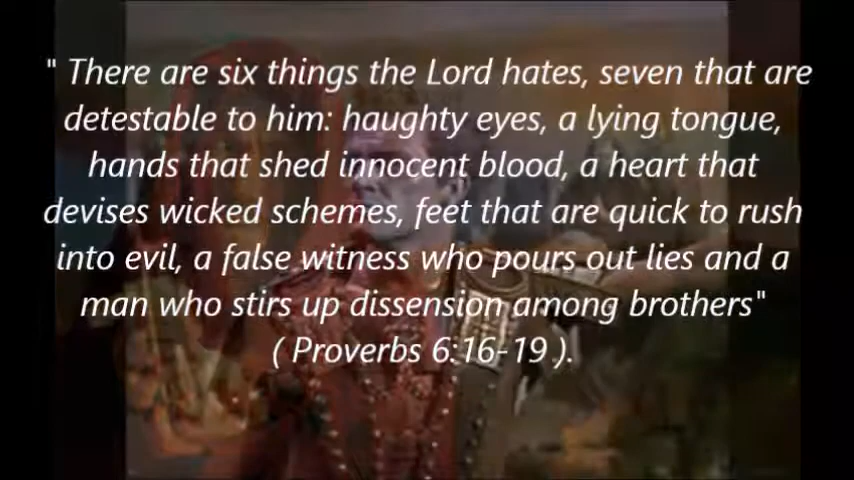 " There are six things the Lord hates, seven that are
detestable to him: haughty eyes, a lying tongue,
hands that shed innocent blood, a heart that
devises wicked schemes, feet that are quick to rush
into evil, a false witness who pours out lies and a
man who stirs up dissension among brothers"
( Proverbs 6:16-19 ).